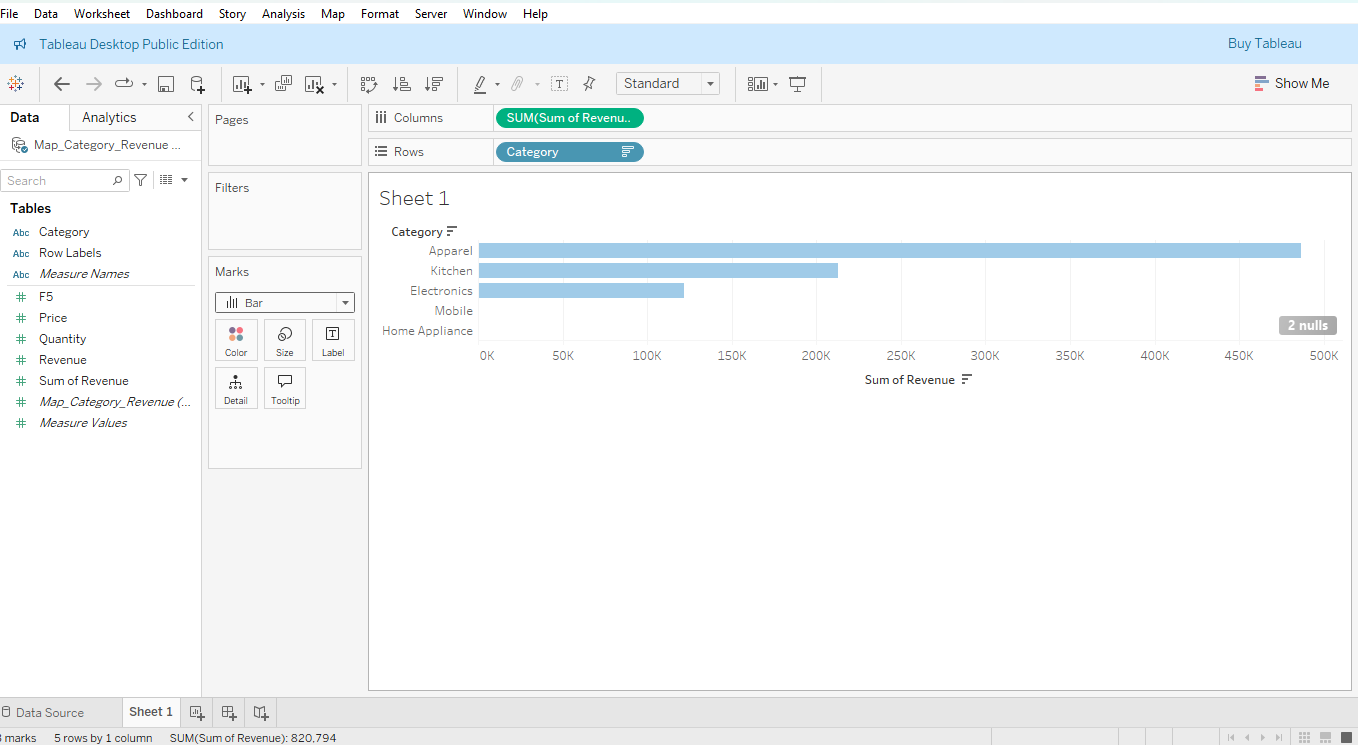 File Data Worksheet Dashboard Story Analysis Map Format Server Window Help
Tableau Desktop Public Edition Buy Tableau
Standard Show Me
Data Analytics
Map_Category_Revenue ...
Search
Tables
Abc Category
Abc Row Labels
Abc Measure Names
F5
Price
Quantity
Revenue
Sum of Revenue
Map_Category_Revenue (...
Measure Values
Pages
Filters
Marks
Bar
Color Size Label
Detail Tooltip
Columns SUM(Sum of Revenu..
Rows Category
Sheet 1
Category
Apparel
Kitchen
Electronics
Mobile
Home Appliance
2 nulls
0K 50K 100K 150K 200K 250K 300K 350K 400K 450K 500K
Sum of Revenue
Data Source Sheet 1
marks 5 rows by 1 column SUM(Sum of Revenue): 820,794